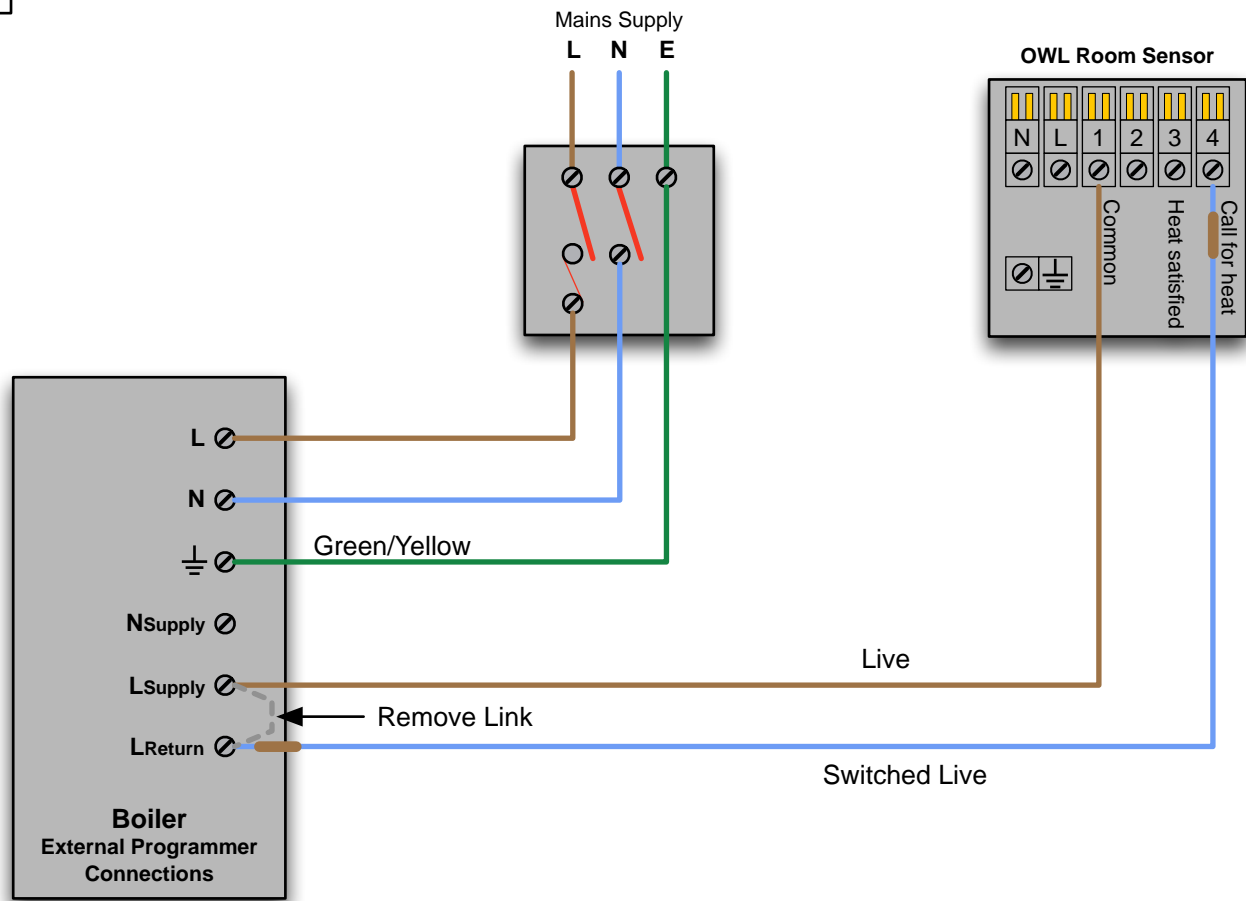 Mains Supply
L N E
OWL Room Sensor
N L 1 2 3 4
Common
Heat satisfied
Call for heat
L
N
Green/Yellow
NSupply
LSupply
Live
Remove Link
LReturn
Switched Live
Boiler
External Programmer
Connections